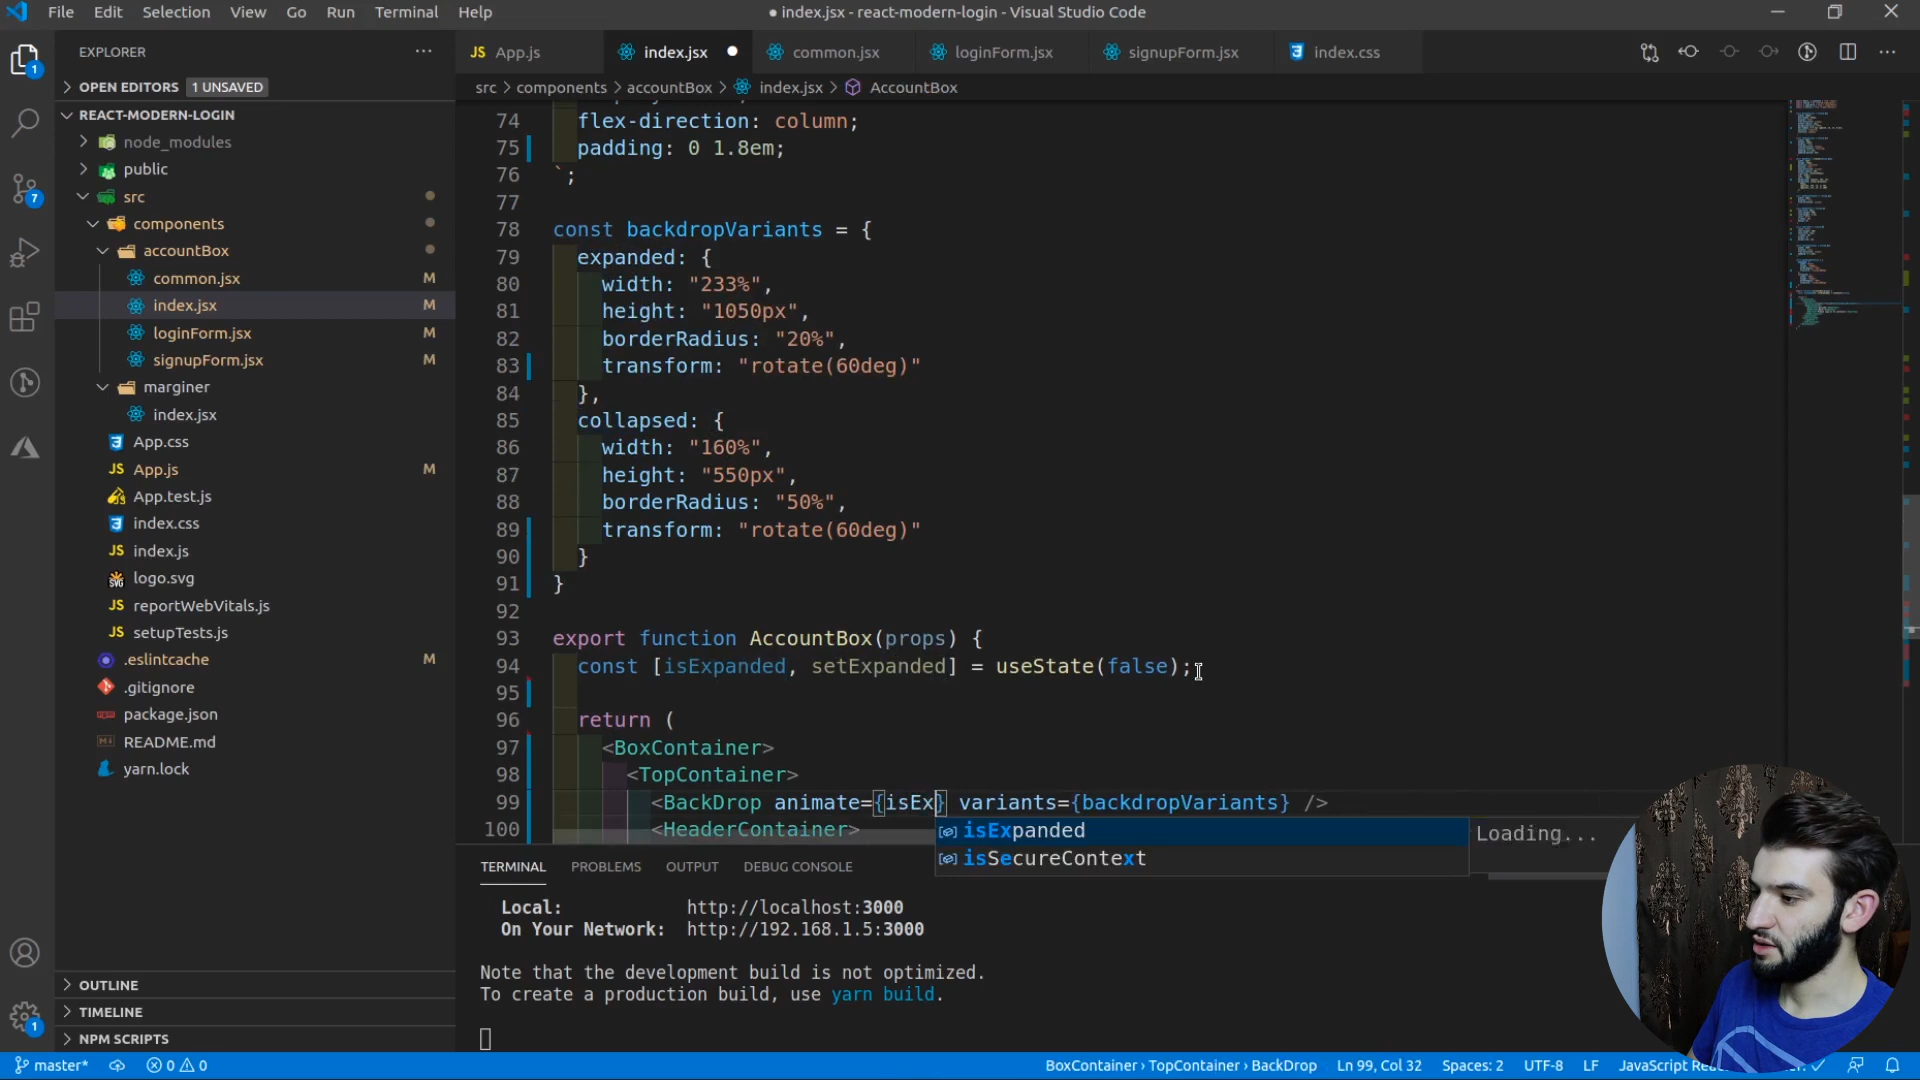 File Edit Selection View Go Run Terminal Help
● index.jsx - react-modern-login - Visual Studio Code
EXPLORER
OPEN EDITORS 1 UNSAVED
REACT-MODERN-LOGIN
node_modules
public
src
components
accountBox
common.jsx M
index.jsx M
loginForm.jsx M
signupForm.jsx M
marginer
index.jsx
App.css
App.js M
App.test.js
index.css
index.js
logo.svg
reportWebVitals.js
setupTests.js
.eslintcache M
.gitignore
package.json
README.md
yarn.lock
OUTLINE
TIMELINE
NPM SCRIPTS
1
7
1
JS App.js index.jsx common.jsx loginForm.jsx signupForm.jsx index.css
src > components > accountBox > index.jsx > AccountBox
74 flex-direction: column;
75 padding: 0 1.8em;
76 `;
77
78 const backdropVariants = {
79 expanded: {
80 width: "233%",
81 height: "1050px",
82 borderRadius: "20%",
83 transform: "rotate(60deg)"
84 },
85 collapsed: {
86 width: "160%",
87 height: "550px",
88 borderRadius: "50%",
89 transform: "rotate(60deg)"
90 }
91 }
92
93 export function AccountBox(props) {
94 const [isExpanded, setExpanded] = useState(false);
95
96 return (
97 <BoxContainer>
98 <TopContainer>
99 <BackDrop animate={isEx} variants={backdropVariants} />
100 <HeaderContainer>
isExpanded
isSecureContext
Loading...
TERMINAL PROBLEMS OUTPUT DEBUG CONSOLE
Local: http://localhost:3000
On Your Network: http://192.168.1.5:3000
Note that the development build is not optimized.
To create a production build, use yarn build.
master* 0 0 BoxContainer › TopContainer › BackDrop Ln 99, Col 32 Spaces: 2 UTF-8 LF JavaScript